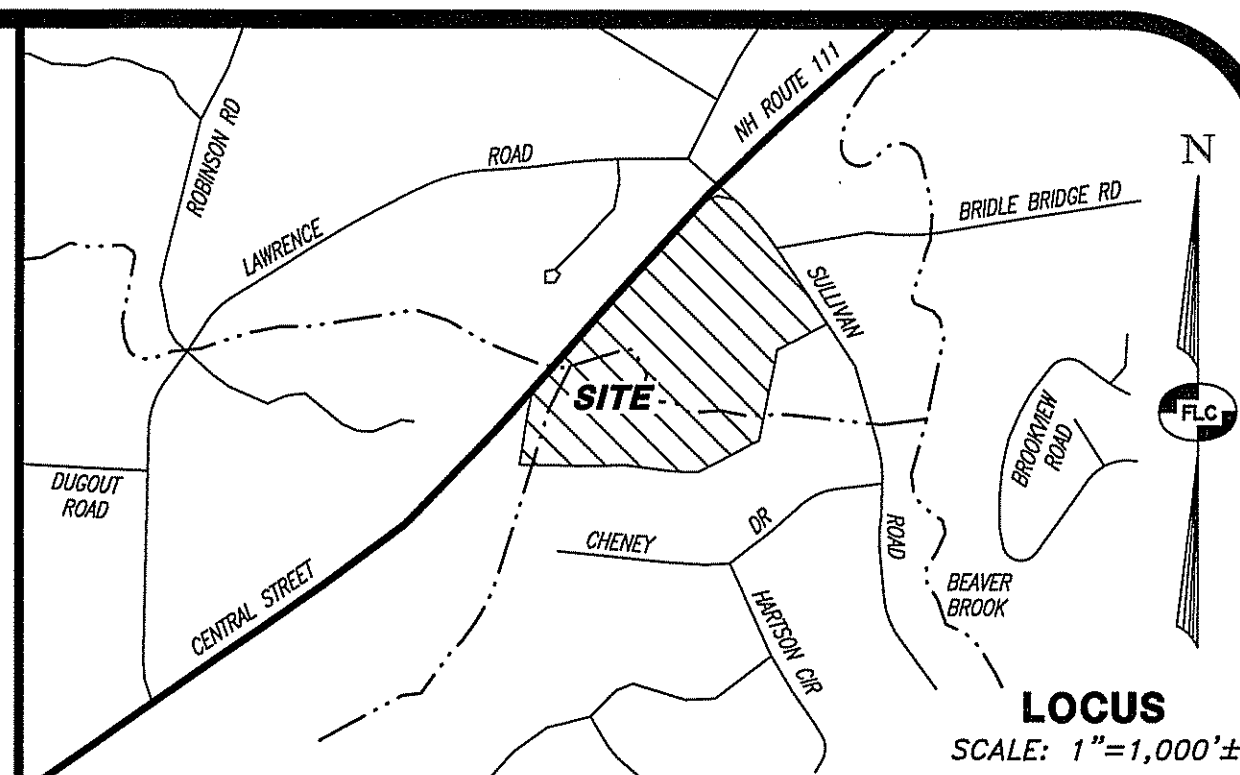 NH ROUTE 111
ROBINSON RD
ROAD
N
BRIDLE BRIDGE RD
LAWRENCE
SULLIVAN
SITE
FLC
BROOKVIEW
ROAD
DUGOUT
ROAD
DR
CHENEY
ROAD
CENTRAL STREET
BEAVER
BROOK
HARTSON CIR
LOCUS
SCALE: 1"=1,000'±